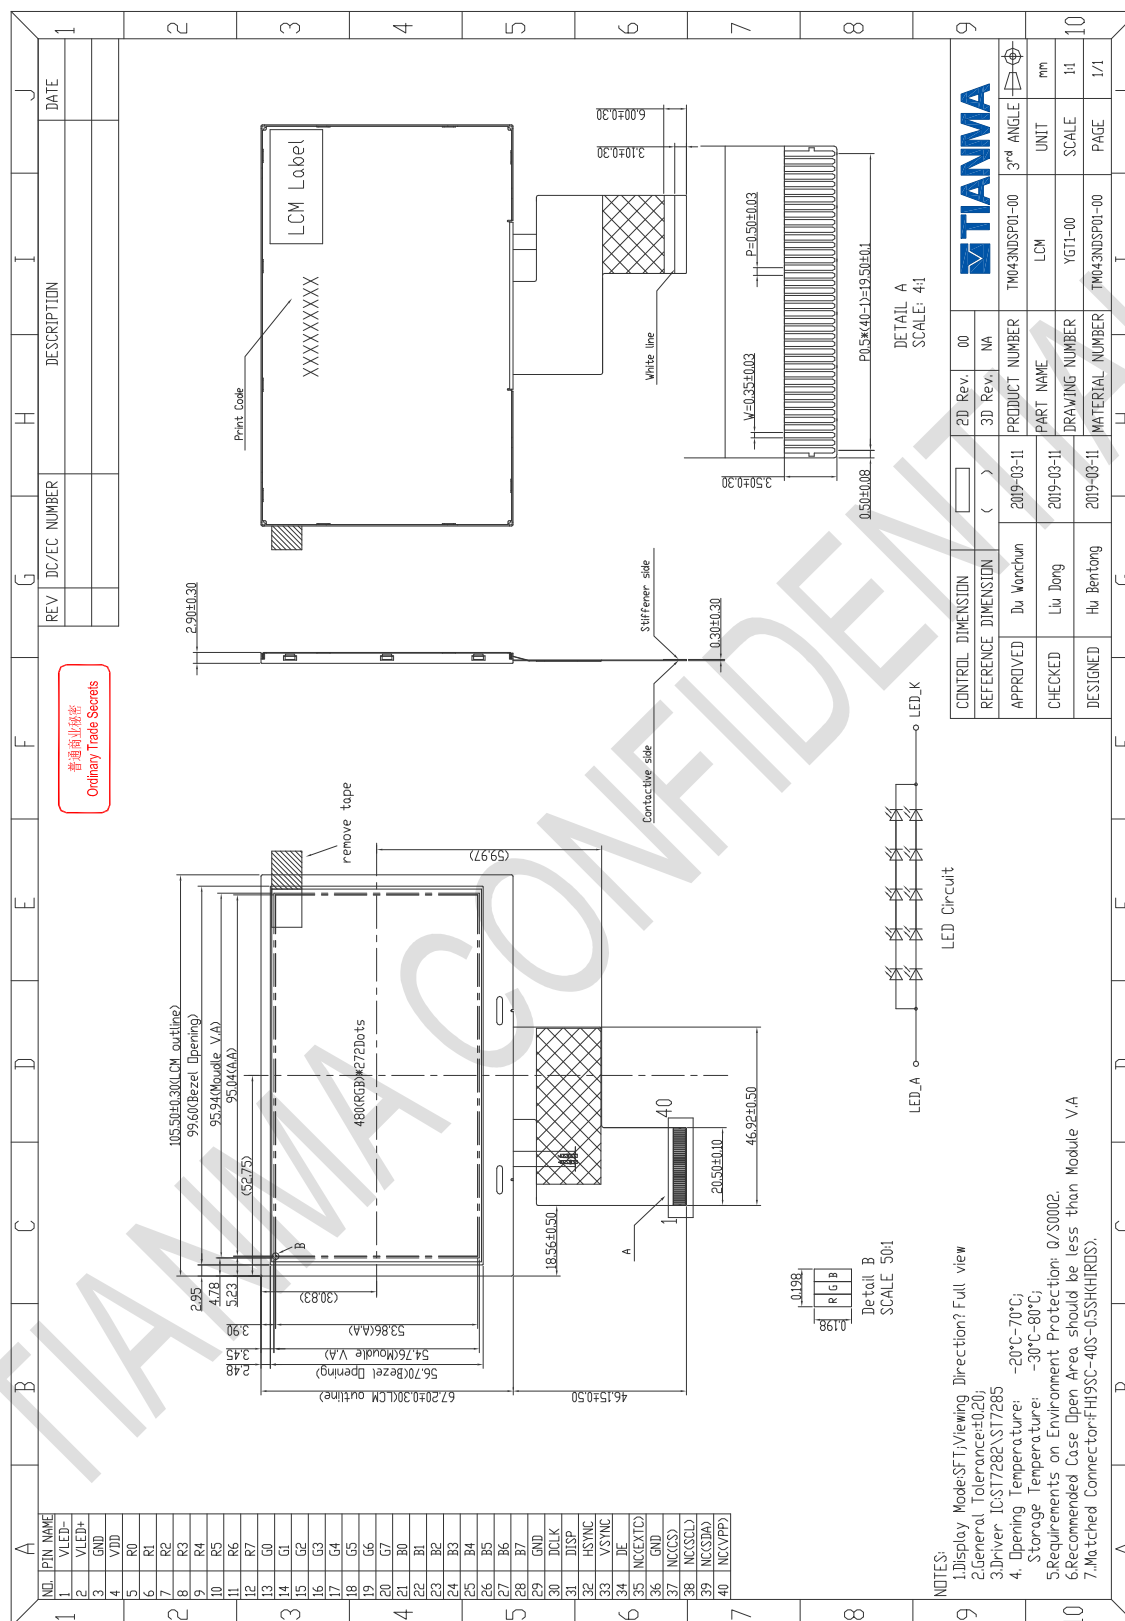 A B C D E F G H I J
1 2 3 4 5 6 7 8 9 10
REV DC/EC NUMBER DESCRIPTION DATE
普通商业秘密
Ordinary Trade Secrets
NO. PIN NAME
1 VLED-
2 VLED+
3 GND
4 VDD
5 R0
6 R1
7 R2
8 R3
9 R4
10 R5
11 R6
12 R7
13 G0
14 G1
15 G2
16 G3
17 G4
18 G5
19 G6
20 G7
21 B0
22 B1
23 B2
24 B3
25 B4
26 B5
27 B6
28 B7
29 GND
30 DCLK
31 DISP
32 HSYNC
33 VSYNC
34 DE
35 NC(EXTC)
36 GND
37 NC(CS)
38 NC(SCL)
39 NC(SDA)
40 NC(VPP)
105.50±0.30(LCM outline)
99.60(Bezel Opening)
95.94(Moudle V.A)
95.04(A.A)
(52.75)
2.95
4.78
5.23
3.90
3.45
2.48
(30.83)
53.86(A.A)
54.76(Moudle V.A)
56.70(Bezel Opening)
67.20±0.30(LCM outline)
46.15±0.50
B
480(RGB)*272Dots
remove tape
(59.97)
18.56±0.50
A
1
40
20.50±0.10
46.92±0.50
2.90±0.30
Stiffener side
Contactive side
0.30±0.30
Print Code
XXXXXXXXX
LCM Label
White line
3.10±0.30
6.00±0.30
W=0.35±0.03
P=0.50±0.03
3.50±0.30
0.50±0.08
P0.5*(40-1)=19.50±0.1
DETAIL A
SCALE: 4:1
0.198
0.198
R G B
Detail B
SCALE 50:1
LED_A
LED_K
LED Circuit
NOTES:
1.Display Mode:SFT;Viewing Direction? Full view
2.General Tolerance:±0.20;
3.Driver IC:ST7282\ST7285
4. Opening Temperature: -20°C-70°C;
Storage Temperature: -30°C-80°C;
5.Requirements on Environment Protection: Q/S0002.
6.Recommended Case Open Area should be less than Module V.A
7.Matched Connector:FH19SC-40S-0.5SH(HIROS).
CONTROL DIMENSION
REFERENCE DIMENSION ( )
2D Rev. 00
3D Rev. NA
TIANMA
APPROVED Du Wanchun 2019-03-11
CHECKED Liu Dong 2019-03-11
DESIGNED Hu Bentong 2019-03-11
PRODUCT NUMBER TM043NDSP01-00 3rd ANGLE
PART NAME LCM UNIT mm
DRAWING NUMBER YGT1-00 SCALE 1:1
MATERIAL NUMBER TM043NDSP01-00 PAGE 1/1
TIANMA CONFIDENTIAL